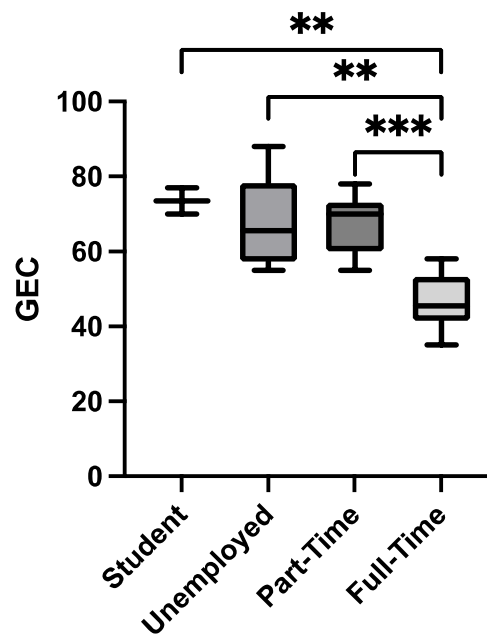 **
**
***
100
80
60
40
20
0
GEC
Student
Unemployed
Part-Time
Full-Time